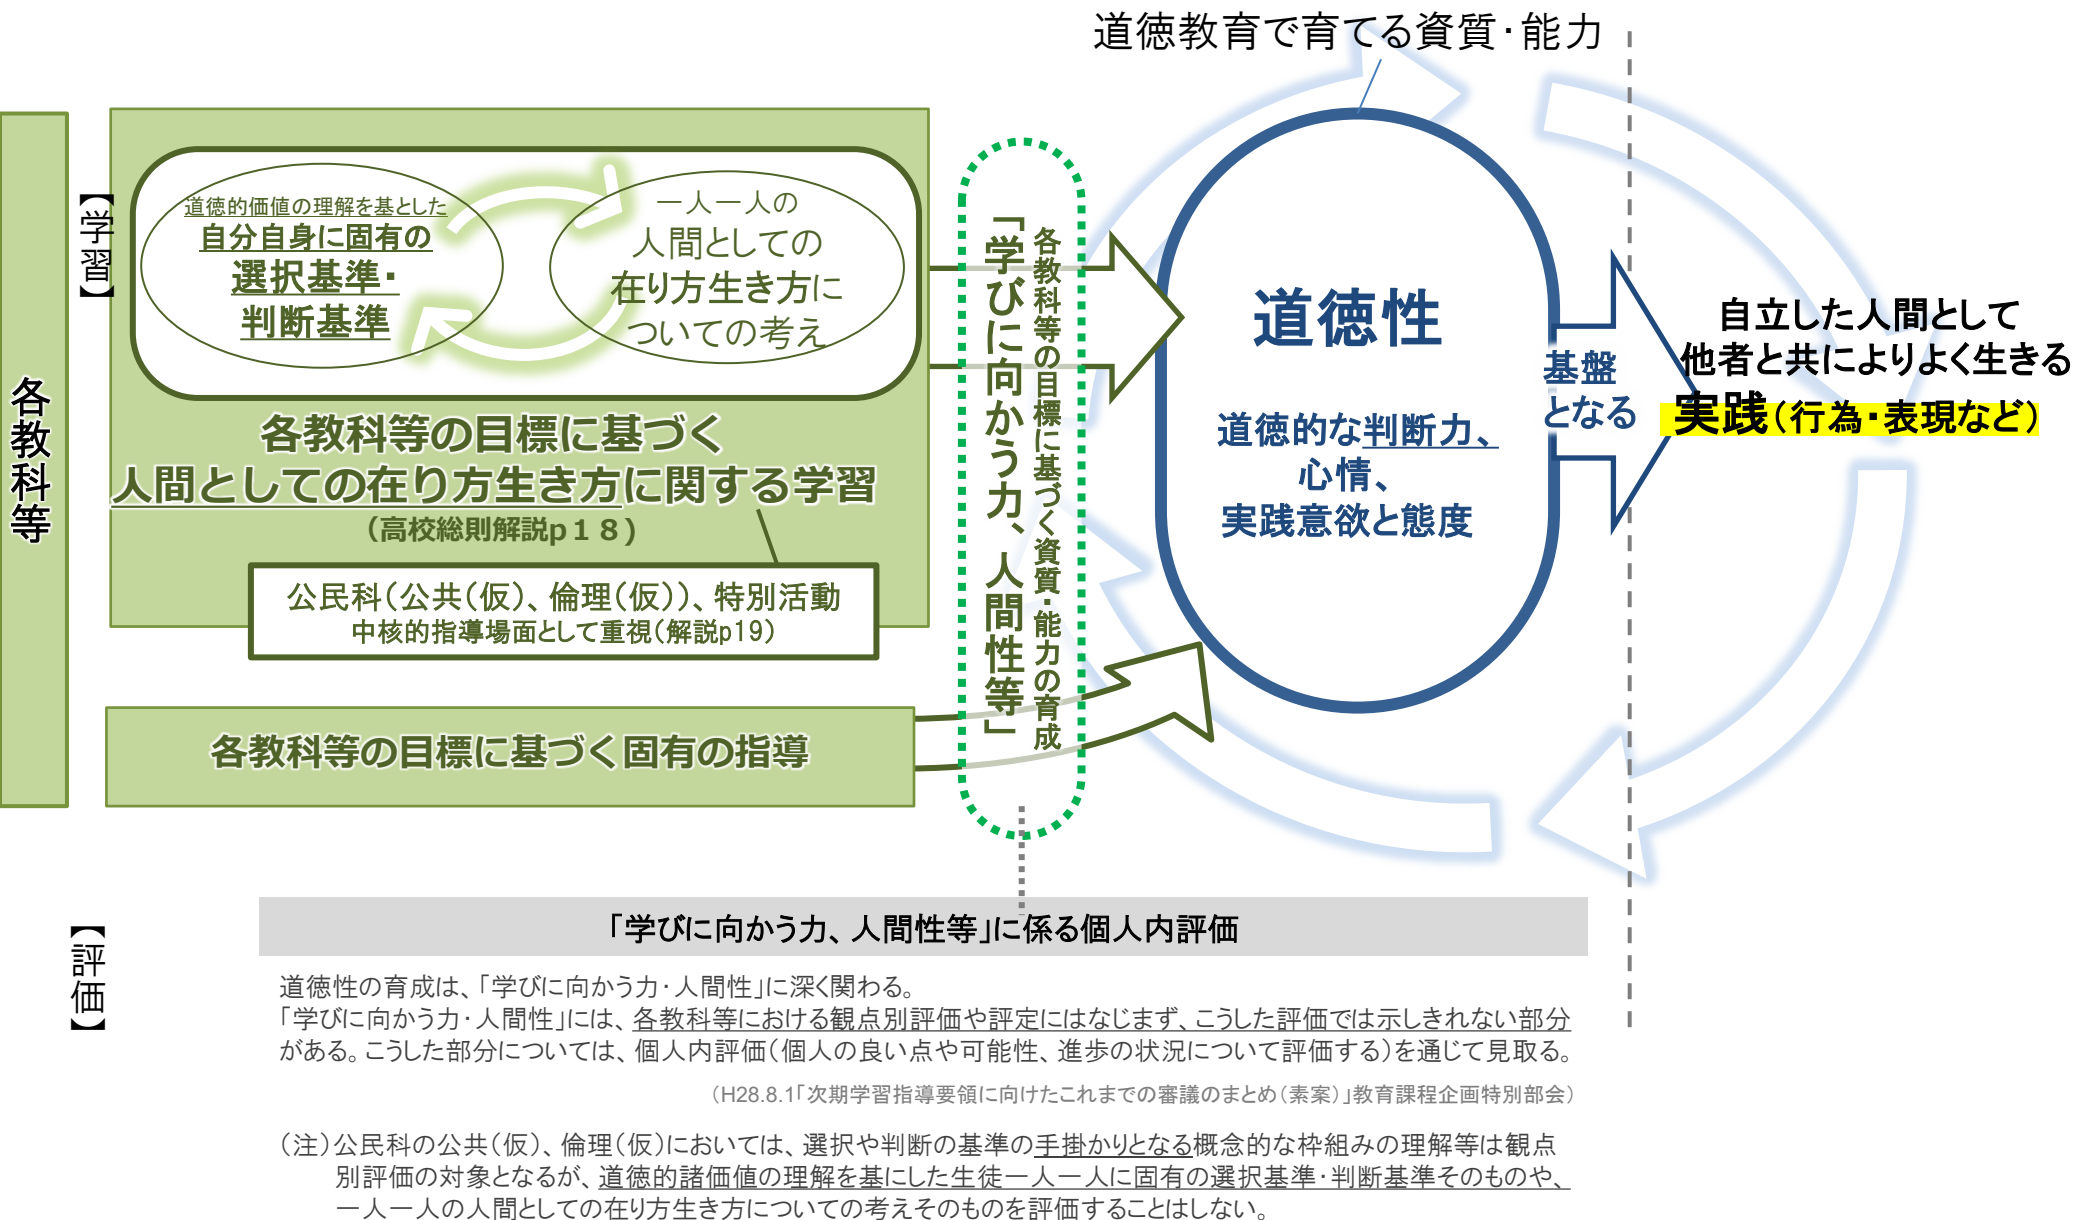 道徳教育で育てる資質・能力
各教科等
【学習】
道徳的価値の理解を基とした
自分自身に固有の
選択基準・
判断基準
一人一人の
人間としての
在り方生き方に
ついての考え
各教科等の目標に基づく
人間としての在り方生き方に関する学習
（高校総則解説p１８）
公民科（公共（仮）、倫理（仮））、特別活動
中核的指導場面として重視（解説p19）
各教科等の目標に基づく固有の指導
各教科等の目標に基づく資質・能力の育成
「学びに向かう力、人間性等」
道徳性
道徳的な判断力、
心情、
実践意欲と態度
基盤
となる
自立した人間として
他者と共によりよく生きる
実践（行為・表現など）
【評価】
「学びに向かう力、人間性等」に係る個人内評価
道徳性の育成は、「学びに向かう力・人間性」に深く関わる。
「学びに向かう力・人間性」には、各教科等における観点別評価や評定にはなじまず、こうした評価では示しきれない部分
がある。こうした部分については、個人内評価（個人の良い点や可能性、進歩の状況について評価する）を通じて見取る。
（H28.8.1「次期学習指導要領に向けたこれまでの審議のまとめ（素案）」教育課程企画特別部会）
（注）公民科の公共（仮）、倫理（仮）においては、選択や判断の基準の手掛かりとなる概念的な枠組みの理解等は観点
別評価の対象となるが、道徳的諸価値の理解を基にした生徒一人一人に固有の選択基準・判断基準そのものや、
一人一人の人間としての在り方生き方についての考えそのものを評価することはしない。